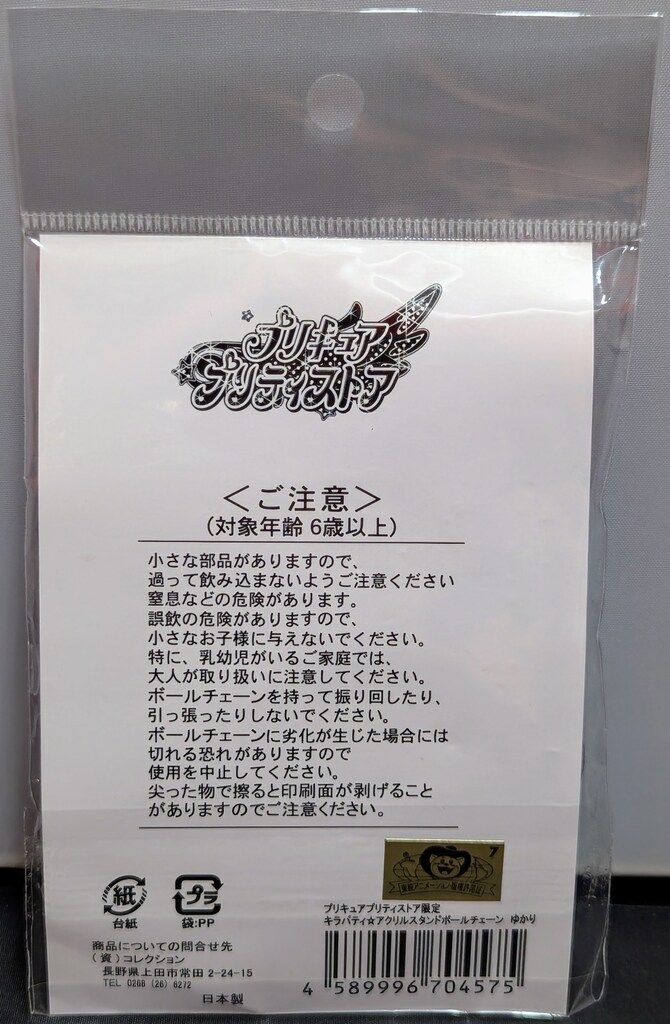 プリキュア
プリティストア
＜ご注意＞
（対象年齢 6歳以上）
小さな部品がありますので、
過って飲み込まないようご注意ください
窒息などの危険があります。
誤飲の危険がありますので、
小さなお子様に与えないでください。
特に、乳幼児がいるご家庭では、
大人が取り扱いに注意してください。
ボールチェーンを持って振り回したり、
引っ張ったりしないでください。
ボールチェーンに劣化が生じた場合には
切れる恐れがありますので
使用を中止してください。
尖った物で擦ると印刷面が剥げること
がありますのでご注意ください。
7
東映アニメーション版権許諾証
紙
台紙
プラ
袋:PP
プリキュアプリティストア限定
キラパティ☆アクリルスタンドボールチェーン ゆかり
商品についての問合せ先
（資）コレクション
長野県上田市常田 2-24-15
TEL 0268 (26) 6272
日本製
4 589996 704575